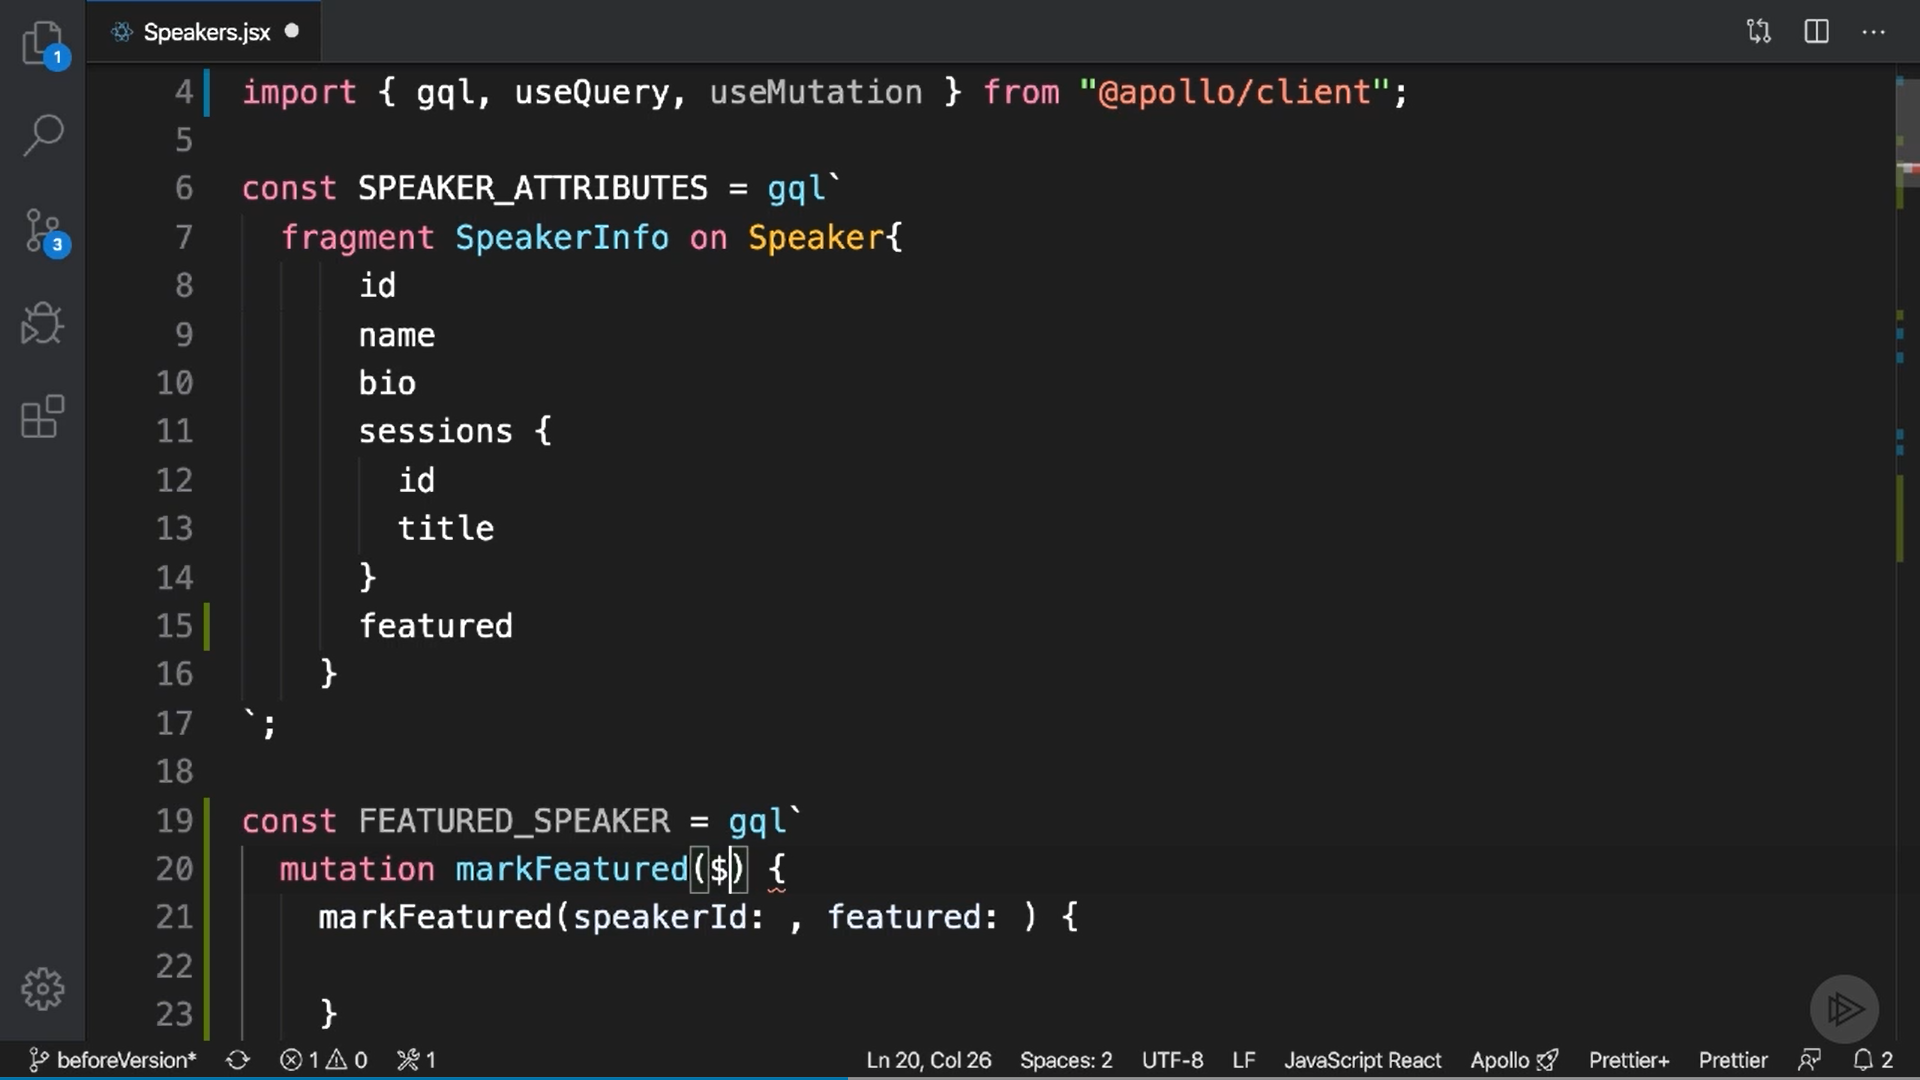 Speakers.jsx
1
4 import { gql, useQuery, useMutation } from "@apollo/client";
5
6 const SPEAKER_ATTRIBUTES = gql`
7 fragment SpeakerInfo on Speaker{
8 id
9 name
10 bio
11 sessions {
12 id
13 title
14 }
15 featured
16 }
17 `;
18
19 const FEATURED_SPEAKER = gql`
20 mutation markFeatured($) {
21 markFeatured(speakerId: , featured: ) {
22
23 }
3
beforeVersion* 1 0 1 Ln 20, Col 26 Spaces: 2 UTF-8 LF JavaScript React Apollo Prettier+ Prettier 2